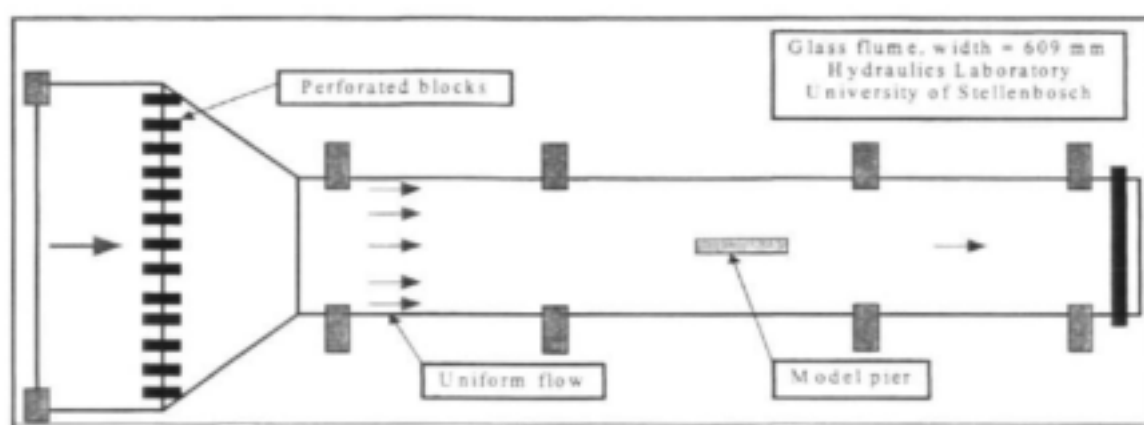 Glass flume, width = 609 mm
Hydraulics Laboratory
University of Stellenbosch
Perforated blocks
Uniform flow
Model pier